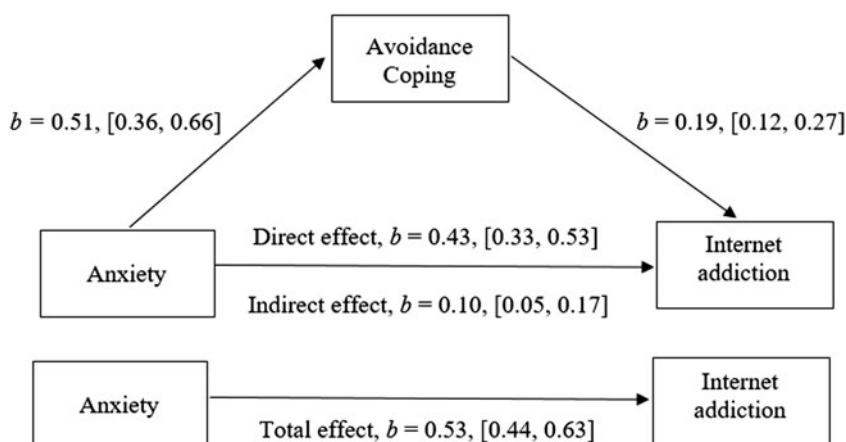 Avoidance
Coping
b = 0.51, [0.36, 0.66]
b = 0.19, [0.12, 0.27]
Direct effect, b = 0.43, [0.33, 0.53]
Anxiety
Internet
addiction
Indirect effect, b = 0.10, [0.05, 0.17]
Anxiety
Internet
addiction
Total effect, b = 0.53, [0.44, 0.63]